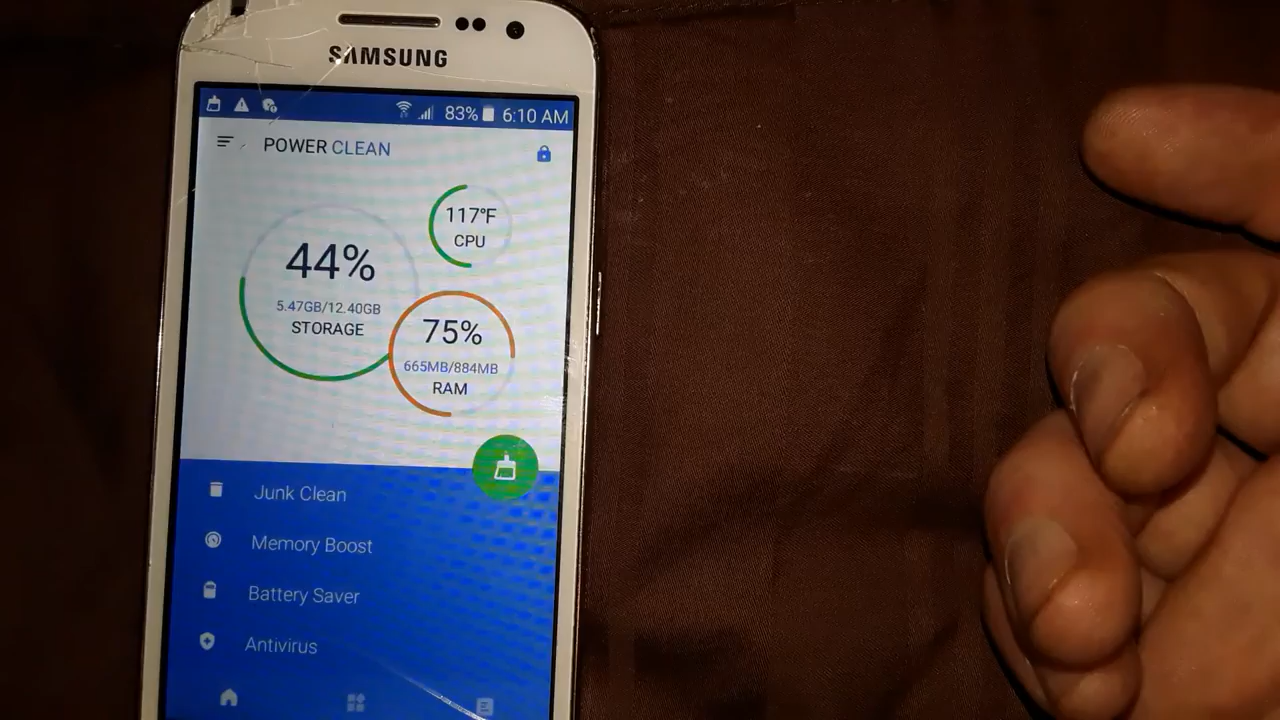 SAMSUNG
83% 6:10 AM
POWER CLEAN
117°F
CPU
44%
5.47GB/12.40GB
STORAGE
75%
665MB/884MB
RAM
Junk Clean
Memory Boost
Battery Saver
Antivirus